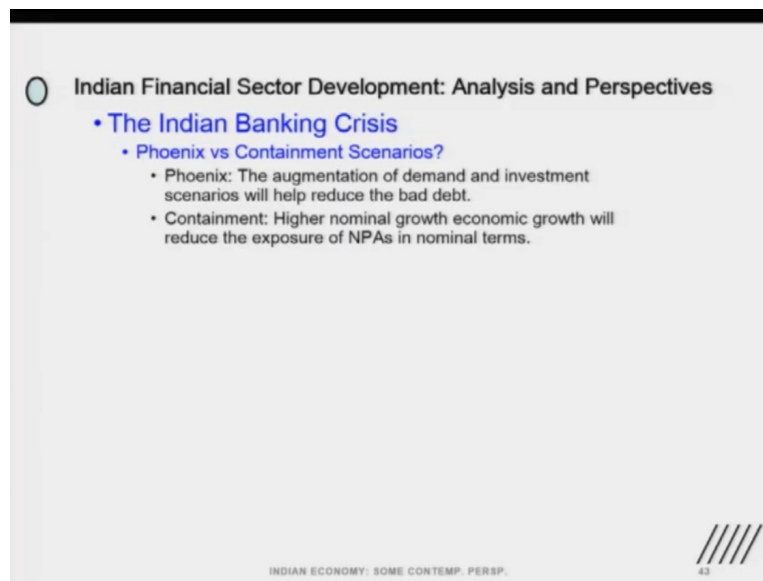 Indian Financial Sector Development: Analysis and Perspectives
• The Indian Banking Crisis
• Phoenix vs Containment Scenarios?
• Phoenix: The augmentation of demand and investment
scenarios will help reduce the bad debt.
• Containment: Higher nominal growth economic growth will
reduce the exposure of NPAs in nominal terms.
INDIAN ECONOMY: SOME CONTEMP. PERSP.
43